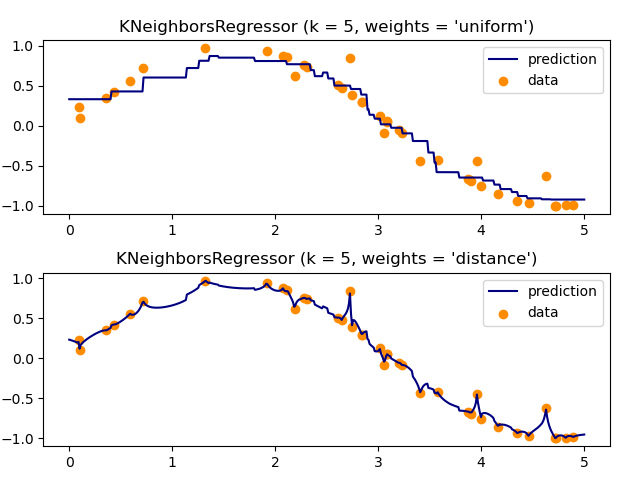 KNeighborsRegressor (k = 5, weights = 'uniform')
1.0
0.5
0.0
−0.5
−1.0
prediction
data
0 1 2 3 4 5
KNeighborsRegressor (k = 5, weights = 'distance')
1.0
0.5
0.0
−0.5
−1.0
prediction
data
0 1 2 3 4 5